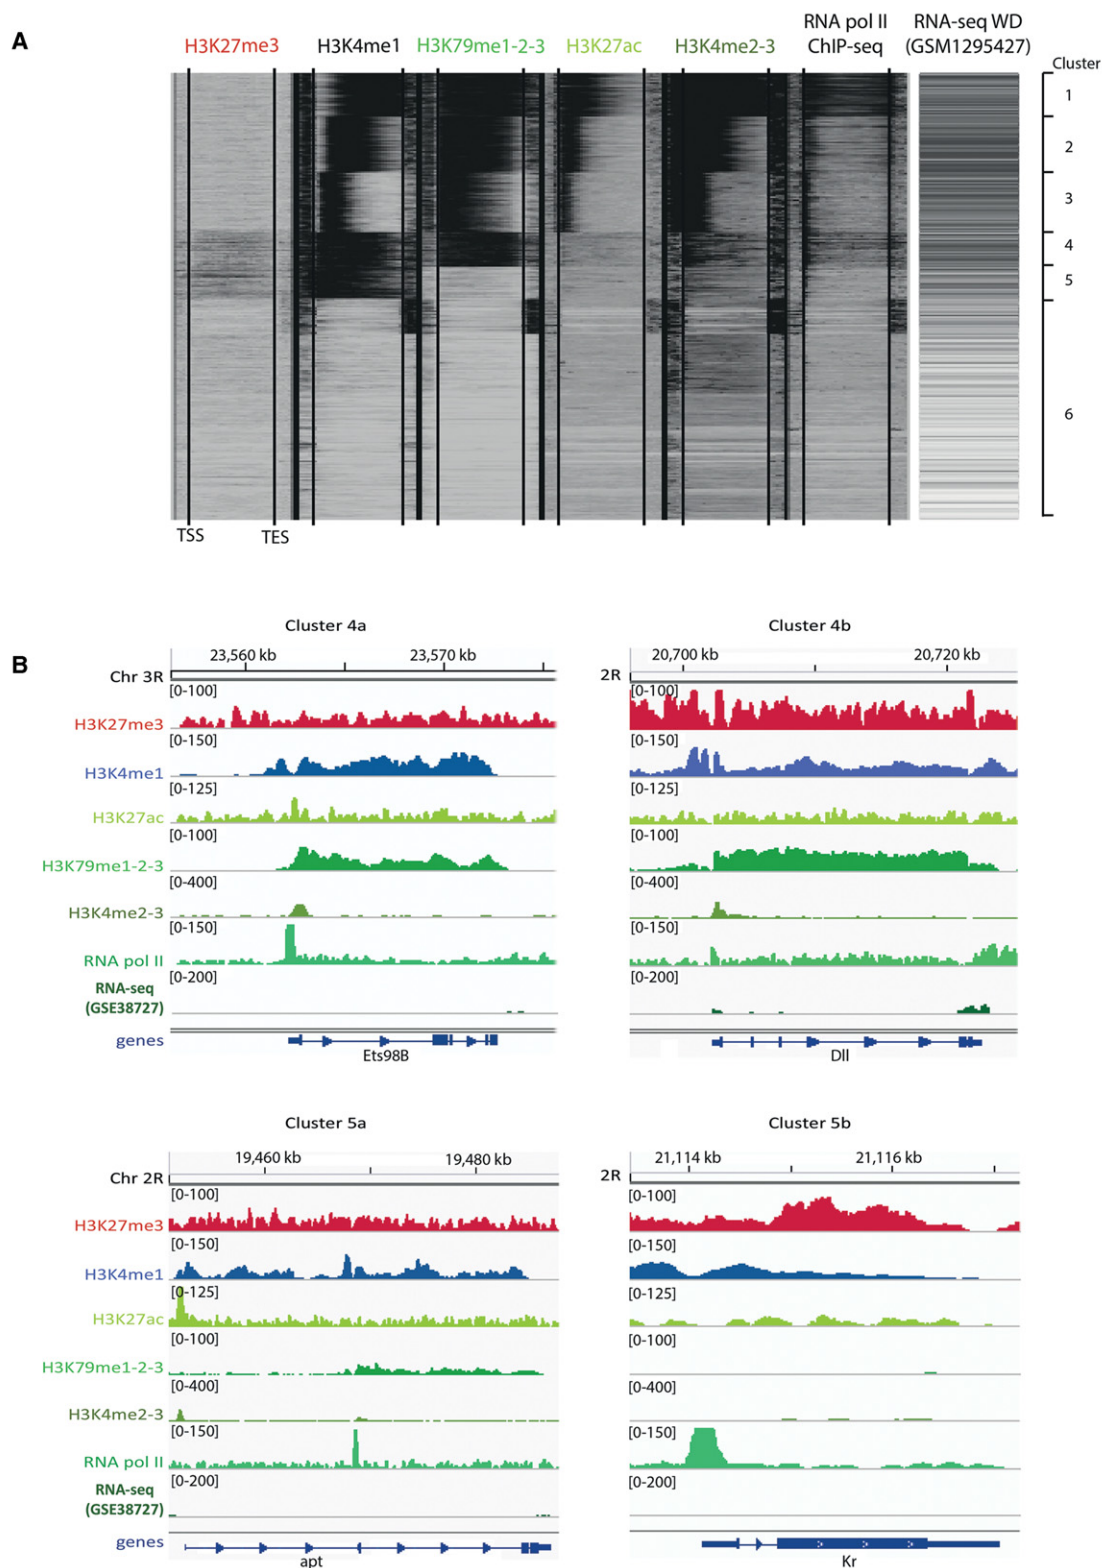 A
H3K27me3 H3K4me1 H3K79me1-2-3 H3K27ac H3K4me2-3 RNA pol II ChIP-seq RNA-seq WD (GSM1295427)
Cluster
1
2
3
4
5
6
TSS TES
B
Cluster 4a
23,560 kb 23,570 kb
Chr 3R
[0-100]
H3K27me3
[0-150]
H3K4me1
[0-125]
H3K27ac
[0-100]
H3K79me1-2-3
[0-400]
H3K4me2-3
[0-150]
RNA pol II
[0-200]
RNA-seq
(GSE38727)
genes
Ets98B
Cluster 4b
20,700 kb 20,720 kb
2R
[0-100]
[0-150]
[0-125]
[0-100]
[0-400]
[0-150]
[0-200]
Dll
Cluster 5a
19,460 kb 19,480 kb
Chr 2R
[0-100]
H3K27me3
[0-150]
H3K4me1
[0-125]
H3K27ac
[0-100]
H3K79me1-2-3
[0-400]
H3K4me2-3
[0-150]
RNA pol II
[0-200]
RNA-seq
(GSE38727)
genes
apt
Cluster 5b
21,114 kb 21,116 kb
2R
[0-100]
[0-150]
[0-125]
[0-100]
[0-400]
[0-150]
[0-200]
Kr